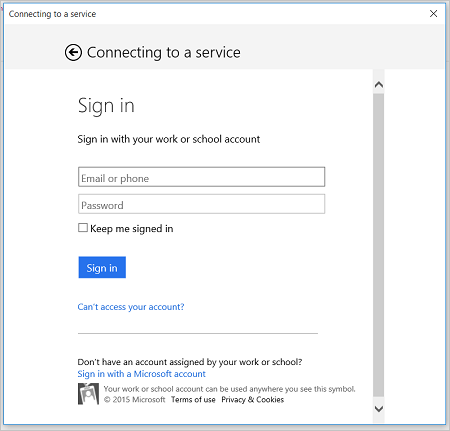 Connecting to a service
Connecting to a service
Sign in
Sign in with your work or school account
Email or phone
Password
Keep me signed in
Sign in
Can't access your account?
Don't have an account assigned by your work or school?
Sign in with a Microsoft account
Your work or school account can be used anywhere you see this symbol.
© 2015 Microsoft Terms of use Privacy & Cookies